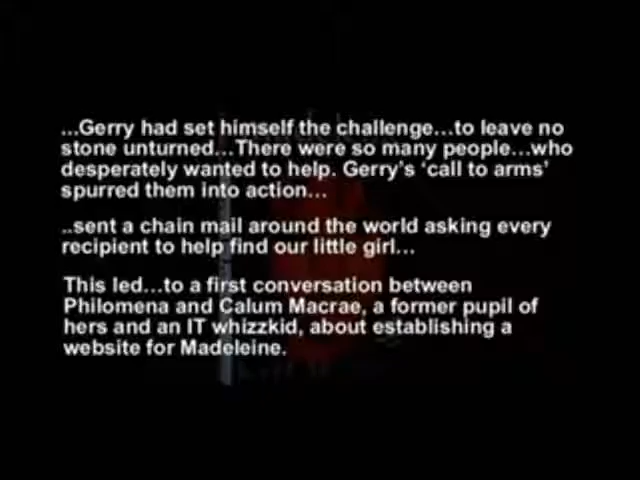 ...Gerry had set himself the challenge...to leave no
stone unturned...There were so many people...who
desperately wanted to help. Gerry's 'call to arms'
spurred them into action...
..sent a chain mail around the world asking every
recipient to help find our little girl...
This led...to a first conversation between
Philomena and Calum Macrae, a former pupil of
hers and an IT whizzkid, about establishing a
website for Madeleine.